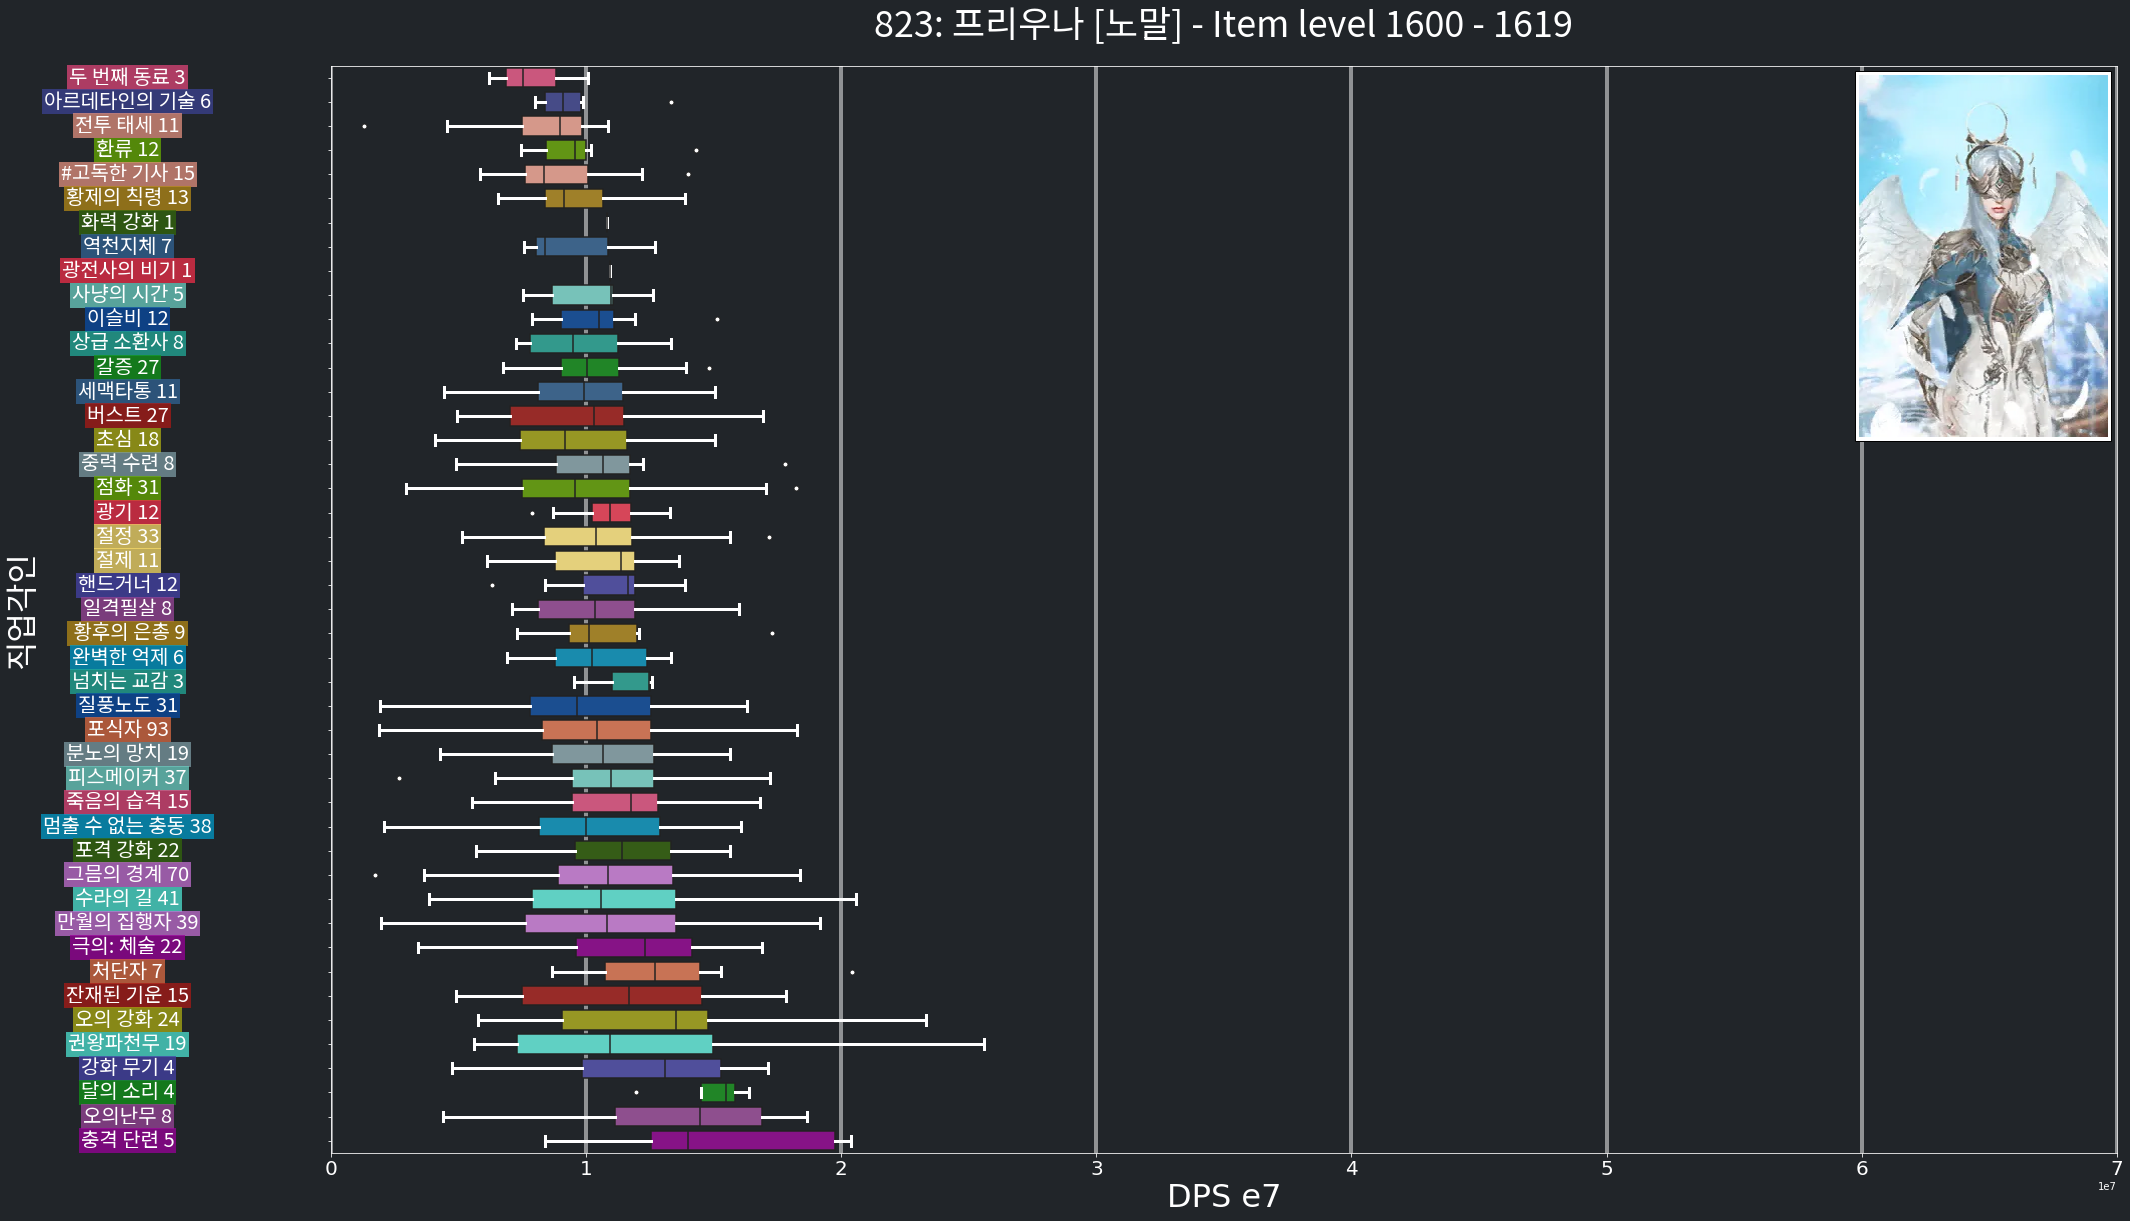 823: 프리우나 [노말] - Item level 1600 - 1619
두 번째 동료 3
아르데타인의 기술 6
전투 태세 11
환류 12
#고독한 기사 15
황제의 칙령 13
화력 강화 1
역천지체 7
광전사의 비기 1
사냥의 시간 5
이슬비 12
상급 소환사 8
갈증 27
세맥타통 11
버스트 27
초심 18
중력 수련 8
점화 31
광기 12
절정 33
절제 11
핸드거너 12
일격필살 8
황후의 은총 9
완벽한 억제 6
넘치는 교감 3
질풍노도 31
포식자 93
분노의 망치 19
피스메이커 37
죽음의 습격 15
멈출 수 없는 충동 38
포격 강화 22
그믐의 경계 70
수라의 길 41
만월의 집행자 39
극의: 체술 22
처단자 7
잔재된 기운 15
오의 강화 24
권왕파천무 19
강화 무기 4
달의 소리 4
오의난무 8
충격 단련 5
직업각인
0 1 2 3 4 5 6 7
1e7
DPS e7